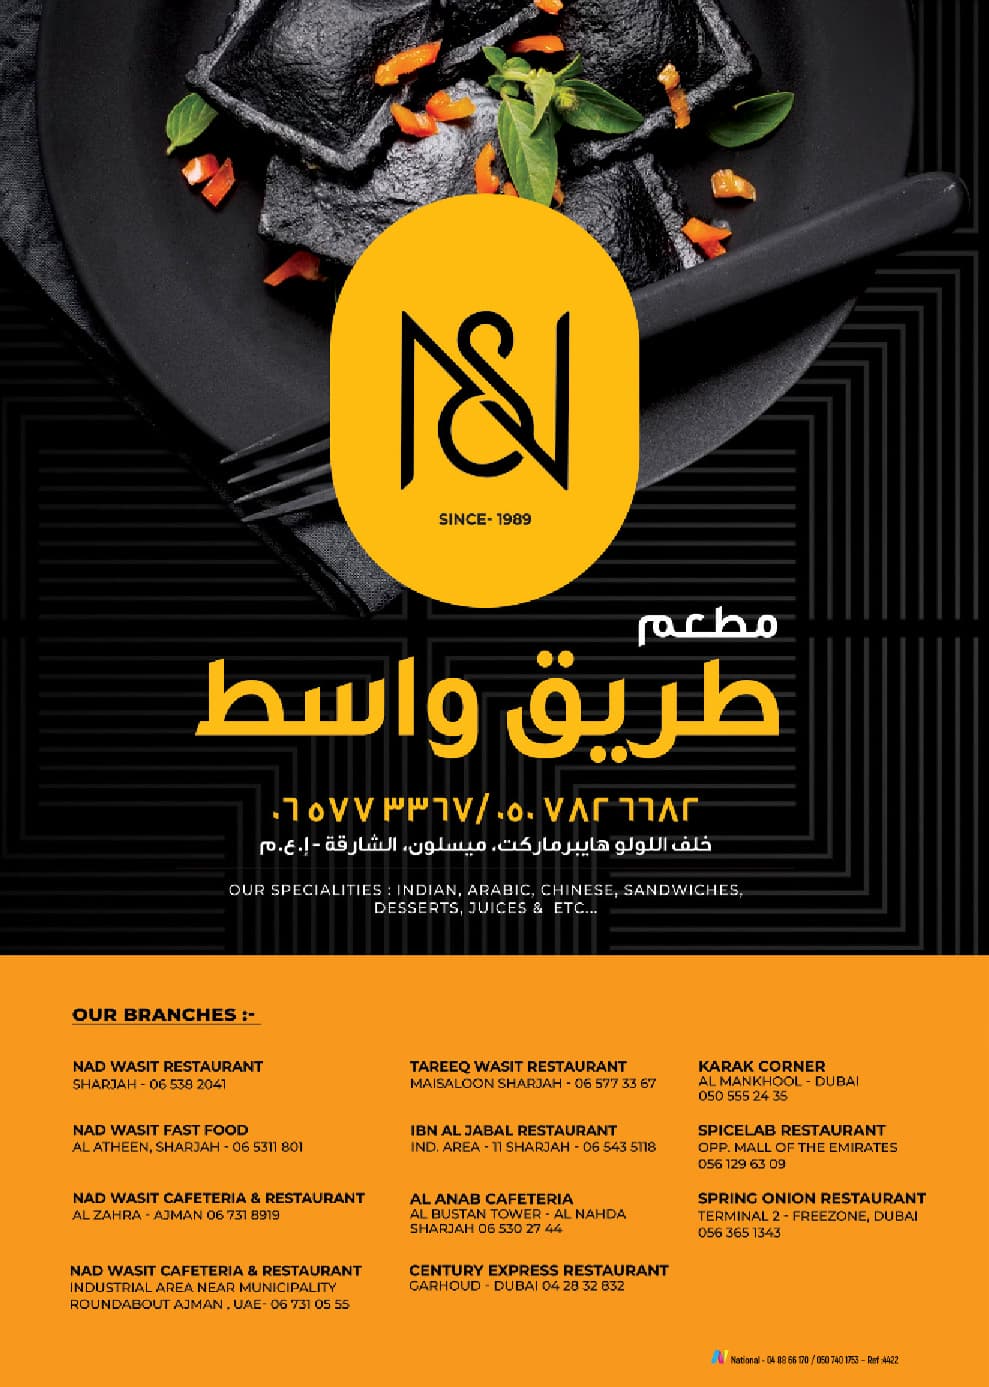 SINCE- 1989
مطعم
طريق واسط
٠٦ ٥٧٧ ٣٣٦٧/٠٥٠ ٧٨٢ ٦٦٨٢
خلف اللولو هايبرماركت، ميسلون، الشارقة - إ.ع.م
OUR SPECIALITIES : INDIAN, ARABIC, CHINESE, SANDWICHES,
DESSERTS, JUICES & ETC...
OUR BRANCHES :-
NAD WASIT RESTAURANT
SHARJAH - 06 538 2041
NAD WASIT FAST FOOD
AL ATHEEN, SHARJAH - 06 5311 801
NAD WASIT CAFETERIA & RESTAURANT
AL ZAHRA - AJMAN 06 731 8919
NAD WASIT CAFETERIA & RESTAURANT
INDUSTRIAL AREA NEAR MUNICIPALITY
ROUNDABOUT AJMAN , UAE- 06 731 05 55
TAREEQ WASIT RESTAURANT
MAISALOON SHARJAH - 06 577 33 67
IBN AL JABAL RESTAURANT
IND. AREA - 11 SHARJAH - 06 543 5118
AL ANAB CAFETERIA
AL BUSTAN TOWER - AL NAHDA
SHARJAH 06 530 27 44
CENTURY EXPRESS RESTAURANT
GARHOUD - DUBAI 04 28 32 832
KARAK CORNER
AL MANKHOOL - DUBAI
050 555 24 35
SPICELAB RESTAURANT
OPP. MALL OF THE EMIRATES
056 129 63 09
SPRING ONION RESTAURANT
TERMINAL 2 - FREEZONE, DUBAI
056 365 1343
National - 04 88 66 170 / 050 740 1753 - Ref :4422